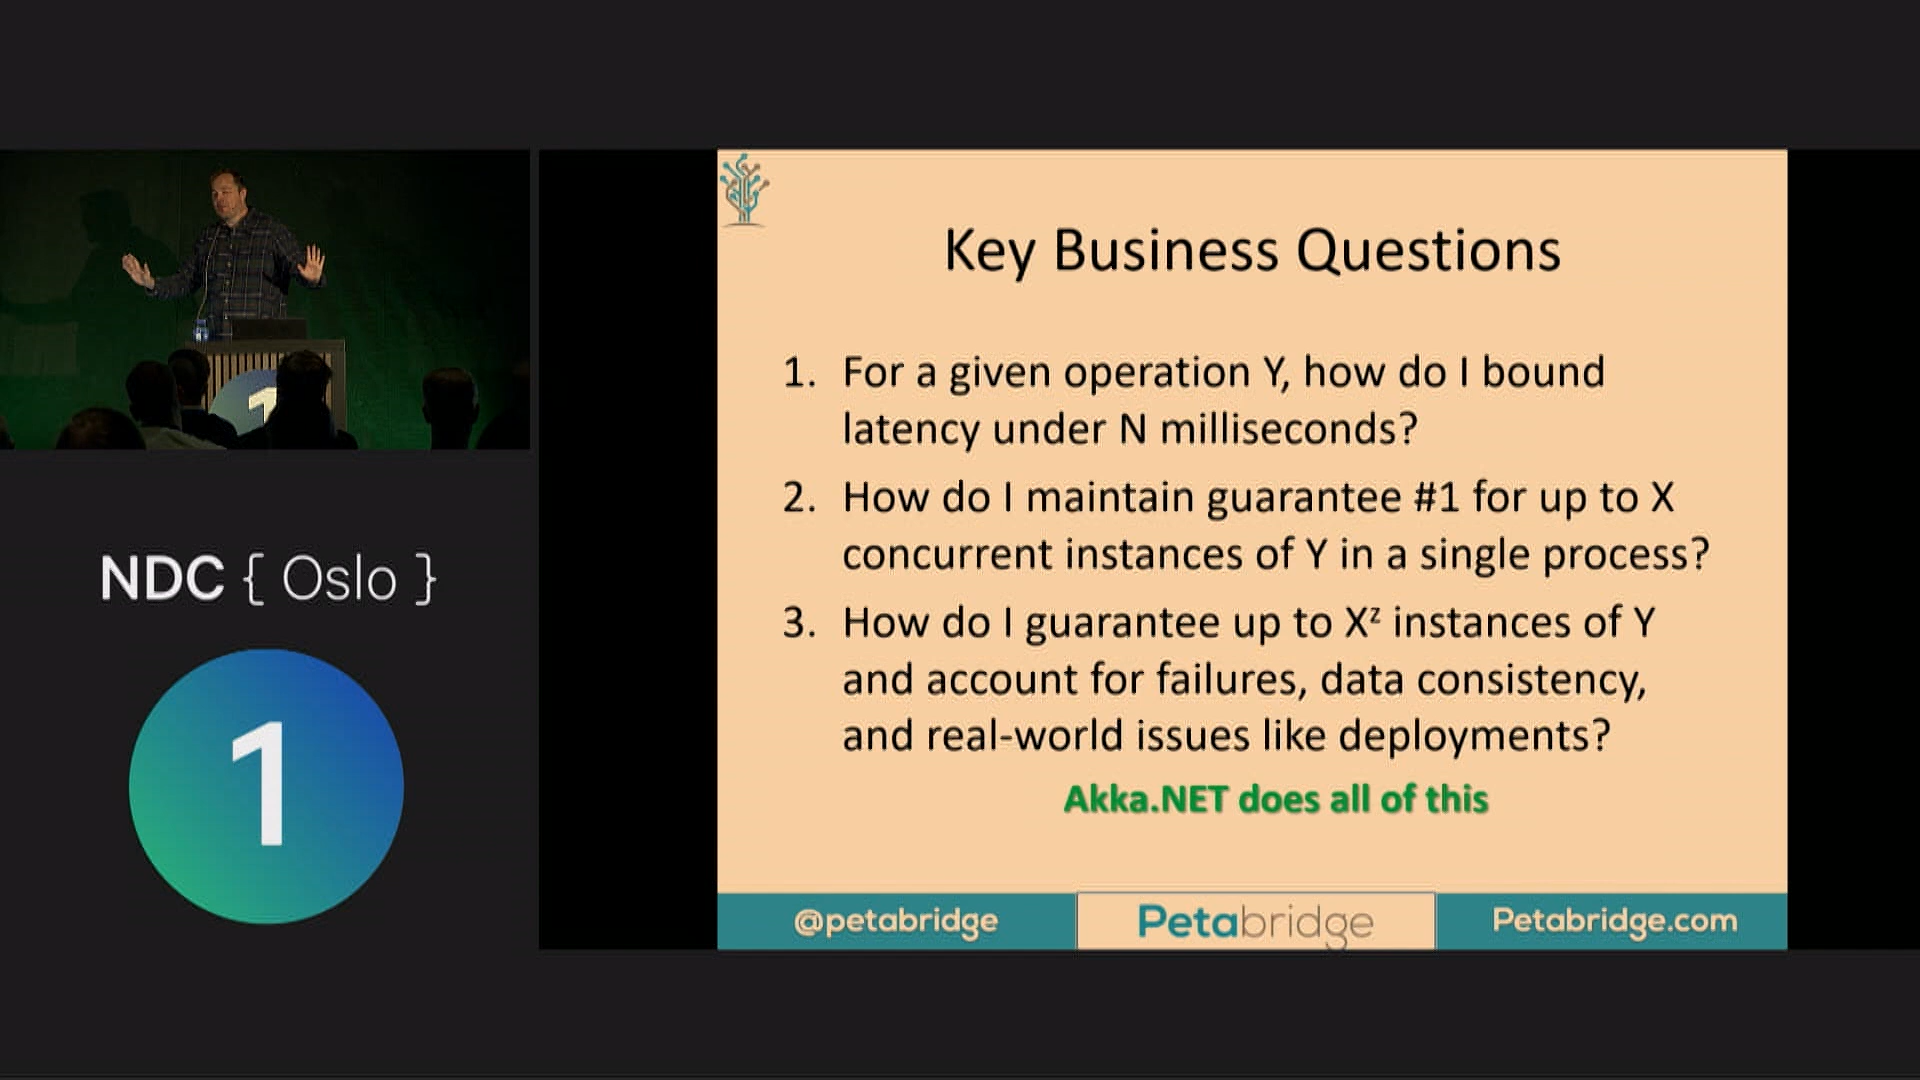 NDC { Oslo }
1
1
Key Business Questions
1. For a given operation Y, how do I bound
latency under N milliseconds?
2. How do I maintain guarantee #1 for up to X
concurrent instances of Y in a single process?
3. How do I guarantee up to Xᶻ instances of Y
and account for failures, data consistency,
and real-world issues like deployments?
Akka.NET does all of this
@petabridge
Petabridge
Petabridge.com